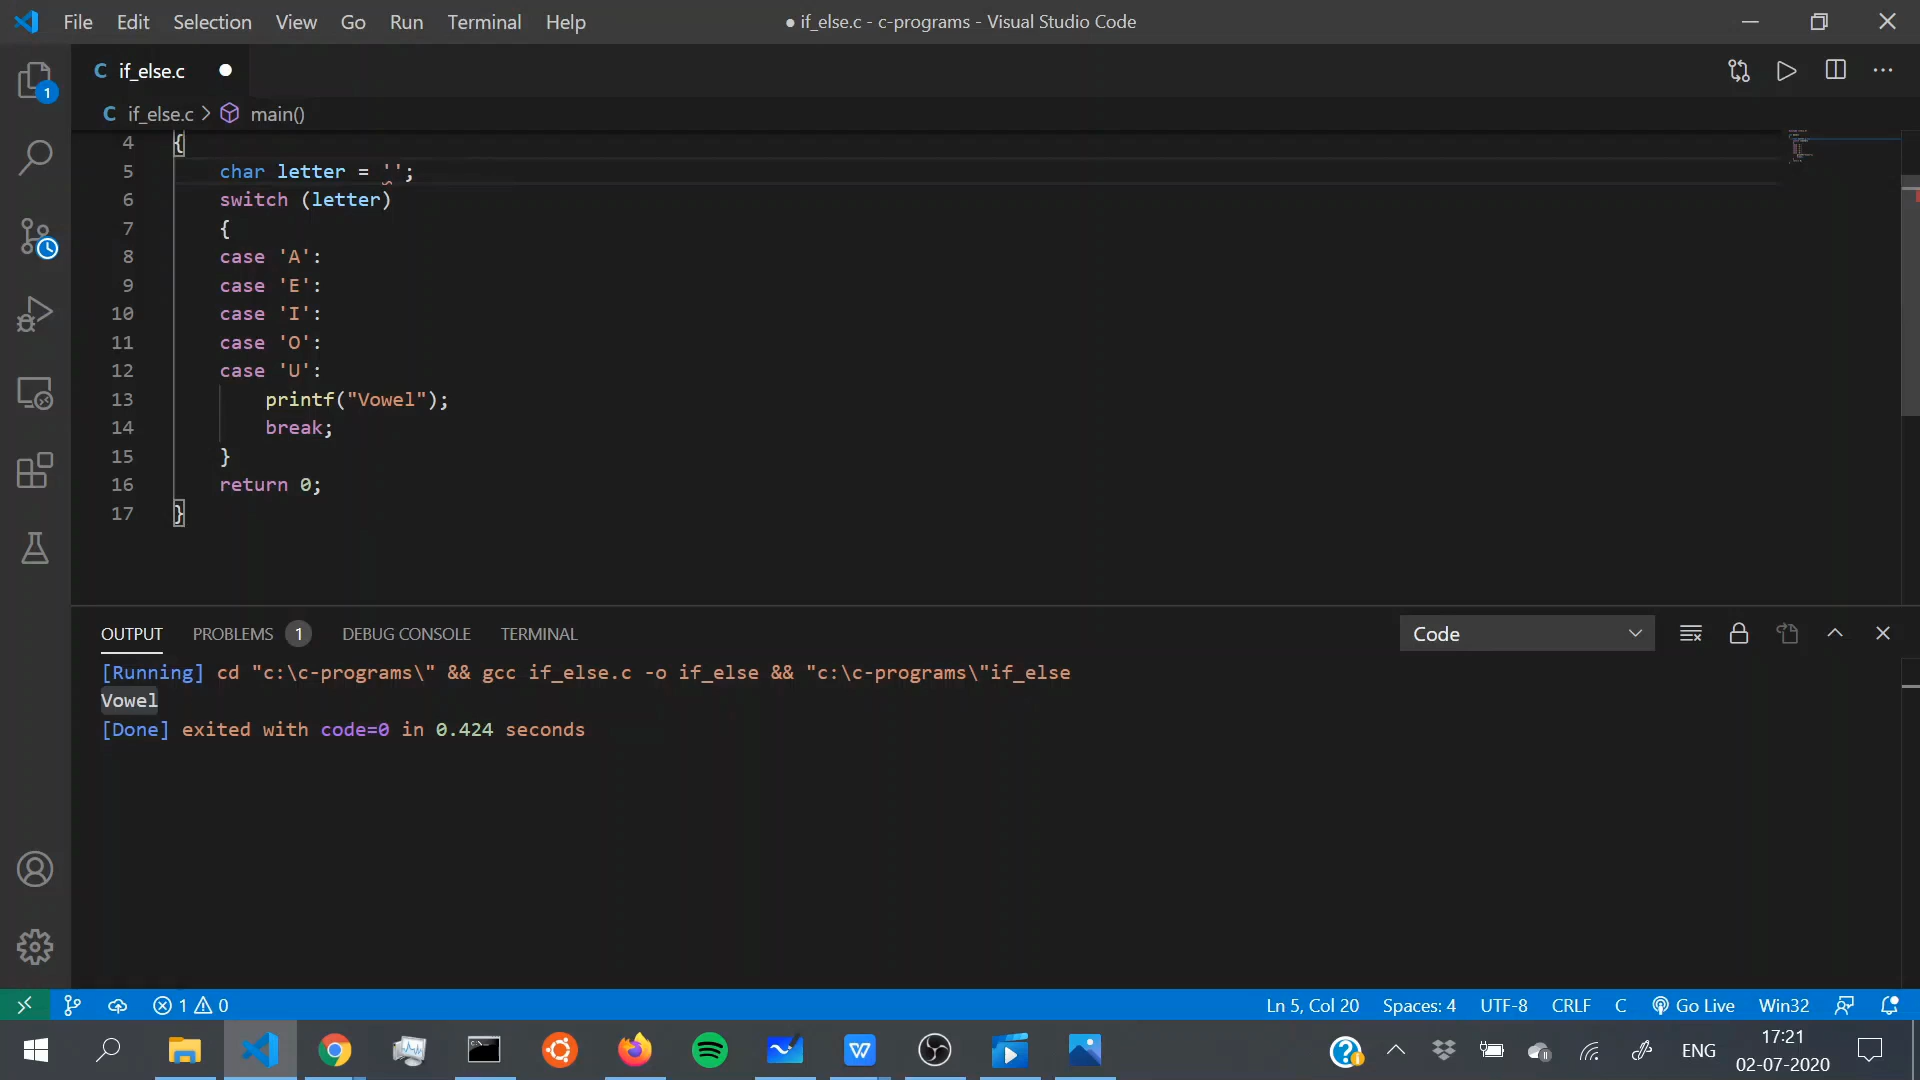 File Edit Selection View Go Run Terminal Help ● if_else.c - c-programs - Visual Studio Code
C if_else.c ●
C if_else.c > main()
1
4 {
5 char letter = '';
6 switch (letter)
7 {
8 case 'A':
9 case 'E':
10 case 'I':
11 case 'O':
12 case 'U':
13 printf("Vowel");
14 break;
15 }
16 return 0;
17 }
OUTPUT PROBLEMS 1 DEBUG CONSOLE TERMINAL Code
[Running] cd "c:\c-programs\" && gcc if_else.c -o if_else && "c:\c-programs\"if_else
Vowel
[Done] exited with code=0 in 0.424 seconds
1 0 Ln 5, Col 20 Spaces: 4 UTF-8 CRLF C Go Live Win32
W ENG 17:21
02-07-2020